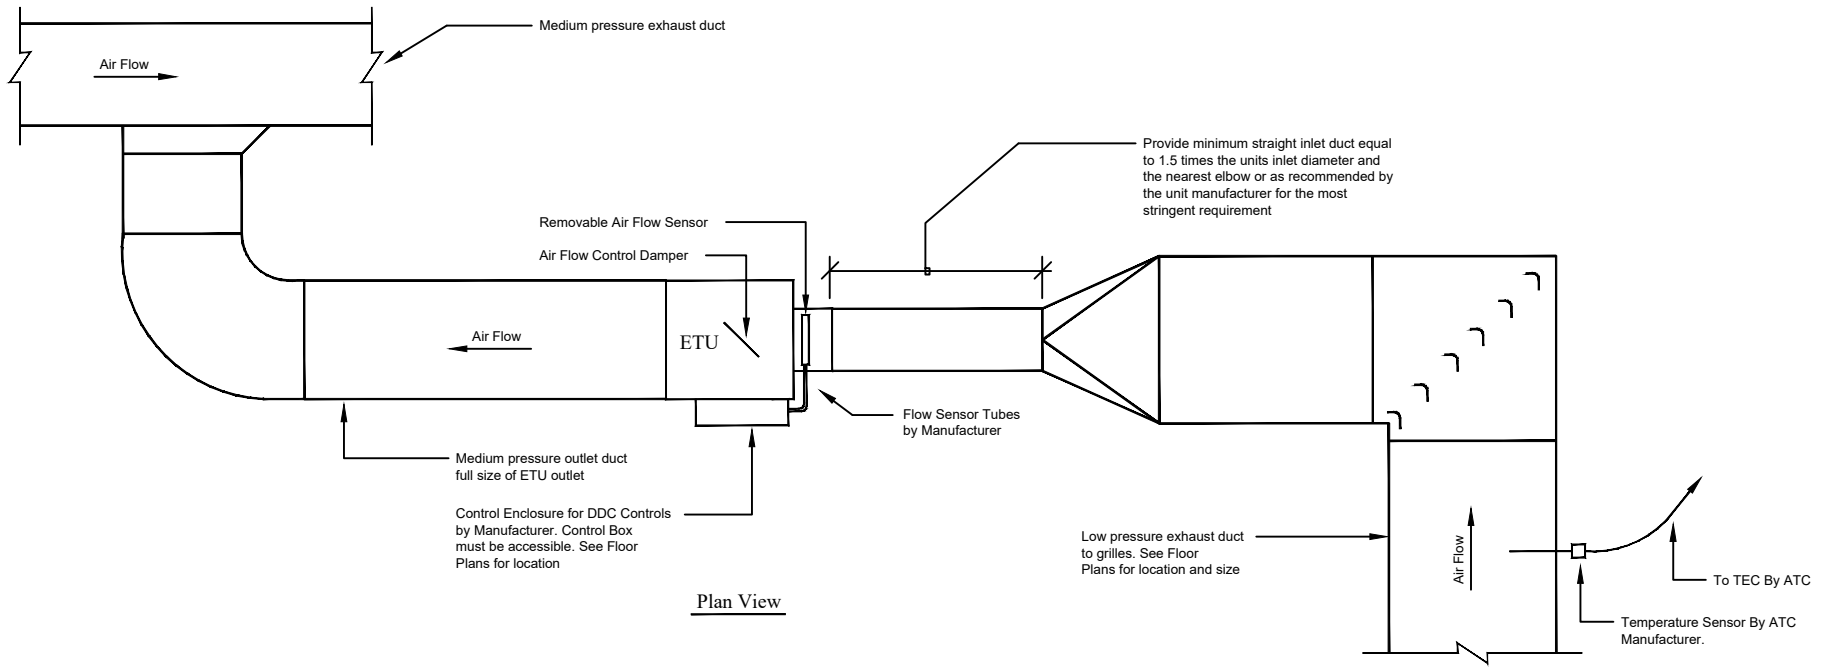 Medium pressure exhaust duct
Air Flow
Provide minimum straight inlet duct equal
to 1.5 times the units inlet diameter and
the nearest elbow or as recommended by
the unit manufacturer for the most
stringent requirement
Removable Air Flow Sensor
Air Flow Control Damper
Air Flow
ETU
Flow Sensor Tubes
by Manufacturer
Medium pressure outlet duct
full size of ETU outlet
Control Enclosure for DDC Controls
by Manufacturer. Control Box
must be accessible. See Floor
Plans for location
Low pressure exhaust duct
to grilles. See Floor
Plans for location and size
Air Flow
To TEC By ATC
Temperature Sensor By ATC
Manufacturer.
Plan View